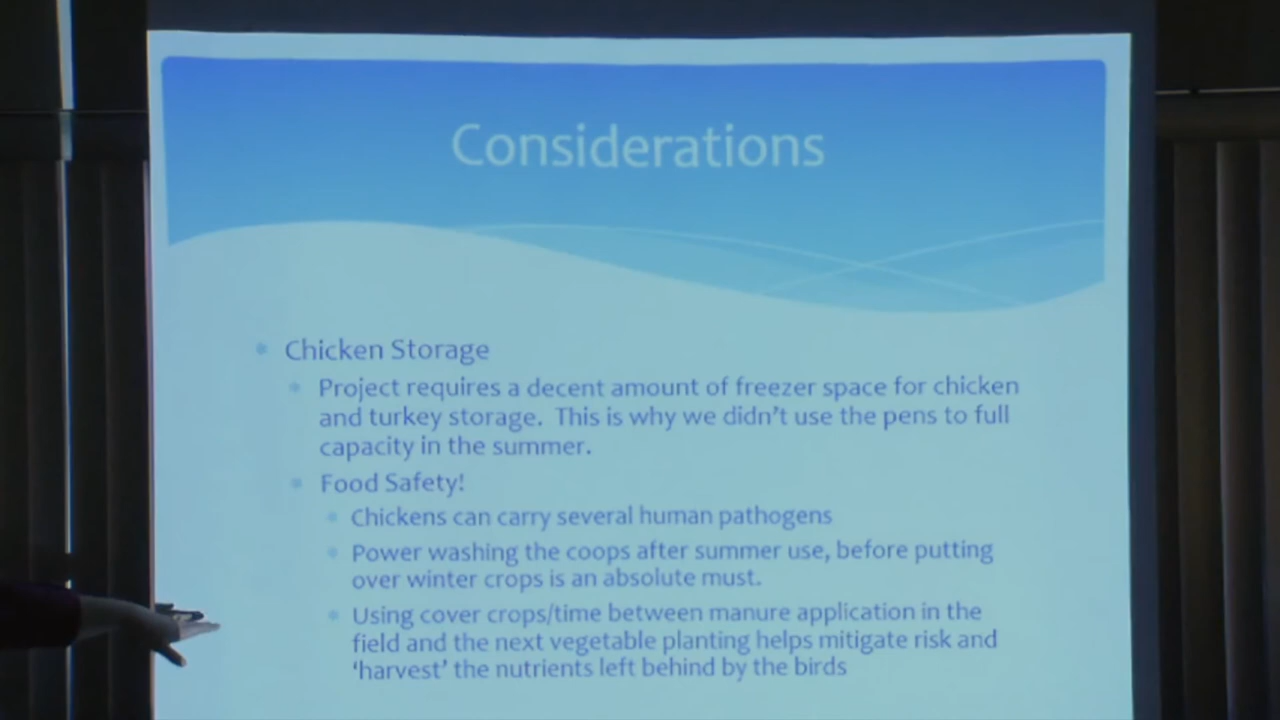 Considerations
Chicken Storage
Project requires a decent amount of freezer space for chicken
and turkey storage.  This is why we didn't use the pens to full
capacity in the summer.
Food Safety!
Chickens can carry several human pathogens
Power washing the coops after summer use, before putting
over winter crops is an absolute must.
Using cover crops/time between manure application in the
field and the next vegetable planting helps mitigate risk and
‘harvest’ the nutrients left behind by the birds